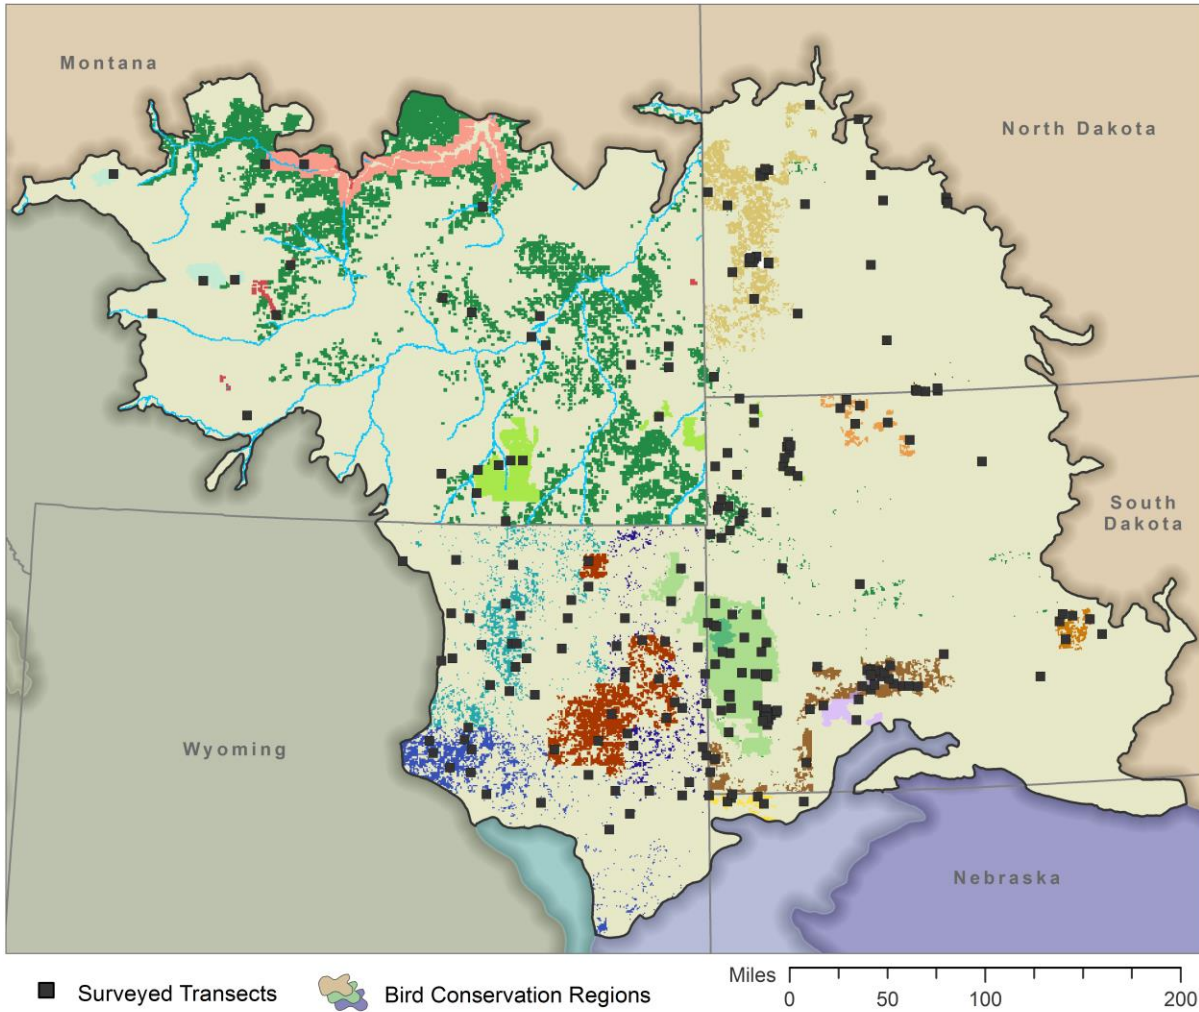 Montana
North Dakota
South
Dakota
Wyoming
Nebraska
Surveyed Transects
Bird Conservation Regions
Miles
0 50 100 200